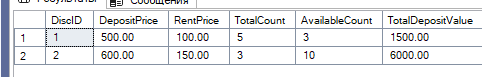 Результаты Сообщения
DiscID DepositPrice RentPrice TotalCount AvailableCount TotalDepositValue
1 1 500.00 100.00 5 3 1500.00
2 2 600.00 150.00 3 10 6000.00